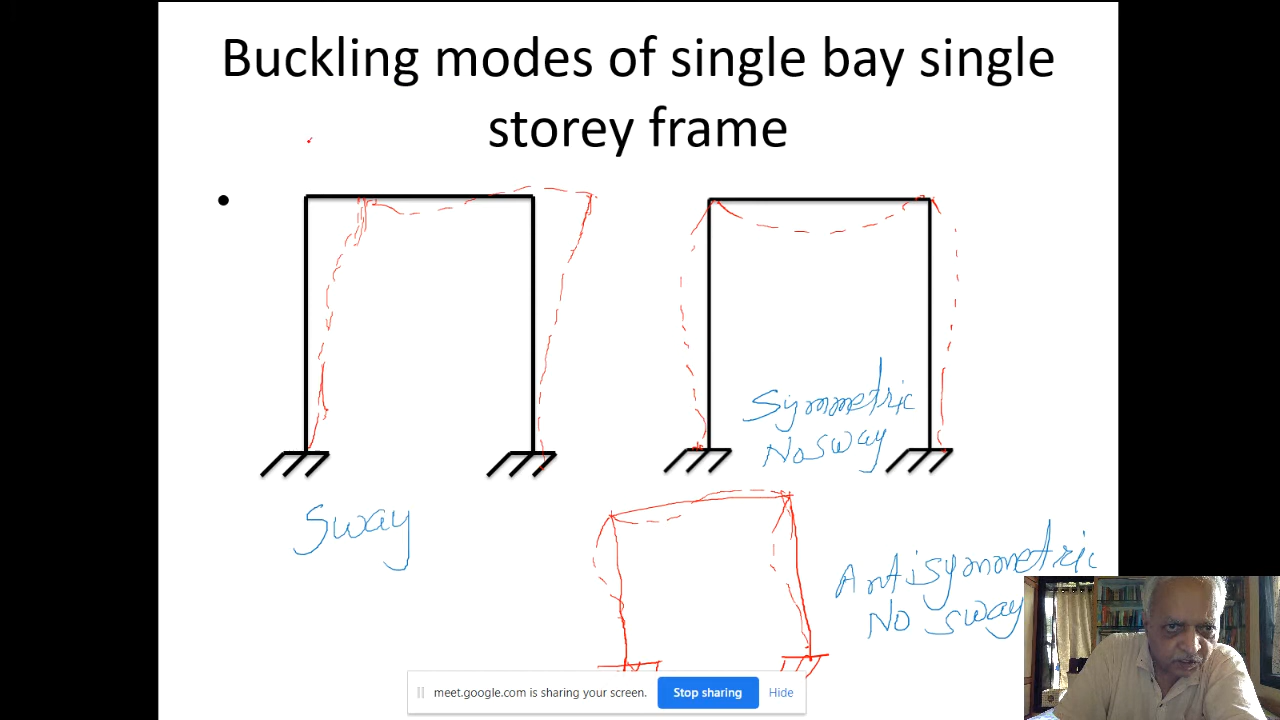 Buckling modes of single bay single
storey frame
•
Symmetric
No sway
Sway
Antisymmetric
No sway
meet.google.com is sharing your screen. Stop sharing Hide